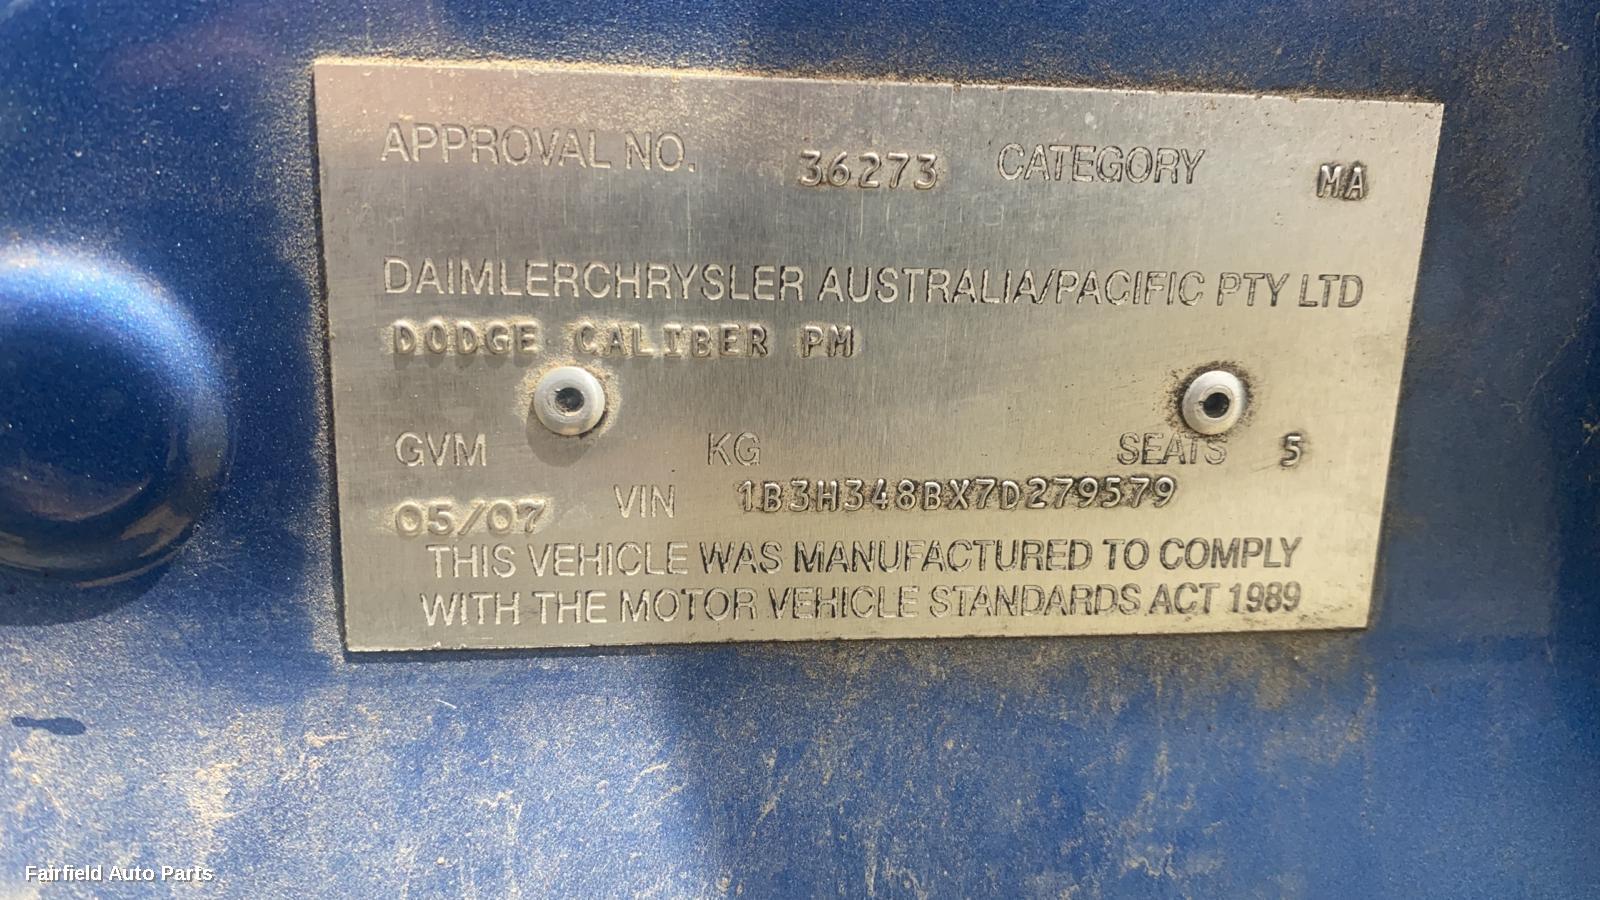 APPROVAL NO. 36273 CATEGORY MA
DAIMLERCHRYSLER AUSTRALIA/PACIFIC PTY LTD
DODGE CALIBER PM
GVM KG SEATS 5
05/07 VIN 1B3H348BX7D279579
THIS VEHICLE WAS MANUFACTURED TO COMPLY
WITH THE MOTOR VEHICLE STANDARDS ACT 1989
Fairfield Auto Parts